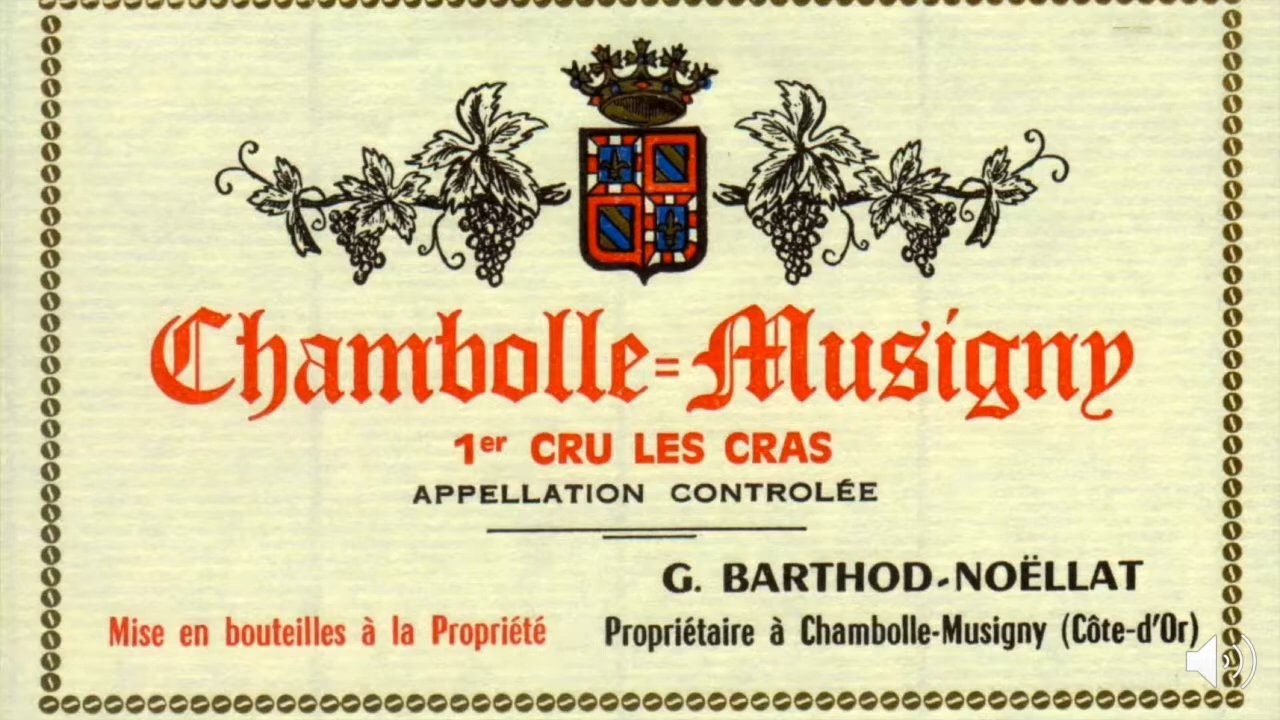 Chambolle-Musigny
1er CRU LES CRAS
APPELLATION CONTROLÉE
G. BARTHOD-NOËLLAT
Mise en bouteilles à la Propriété
Propriétaire à Chambolle-Musigny (Côte-d'Or)